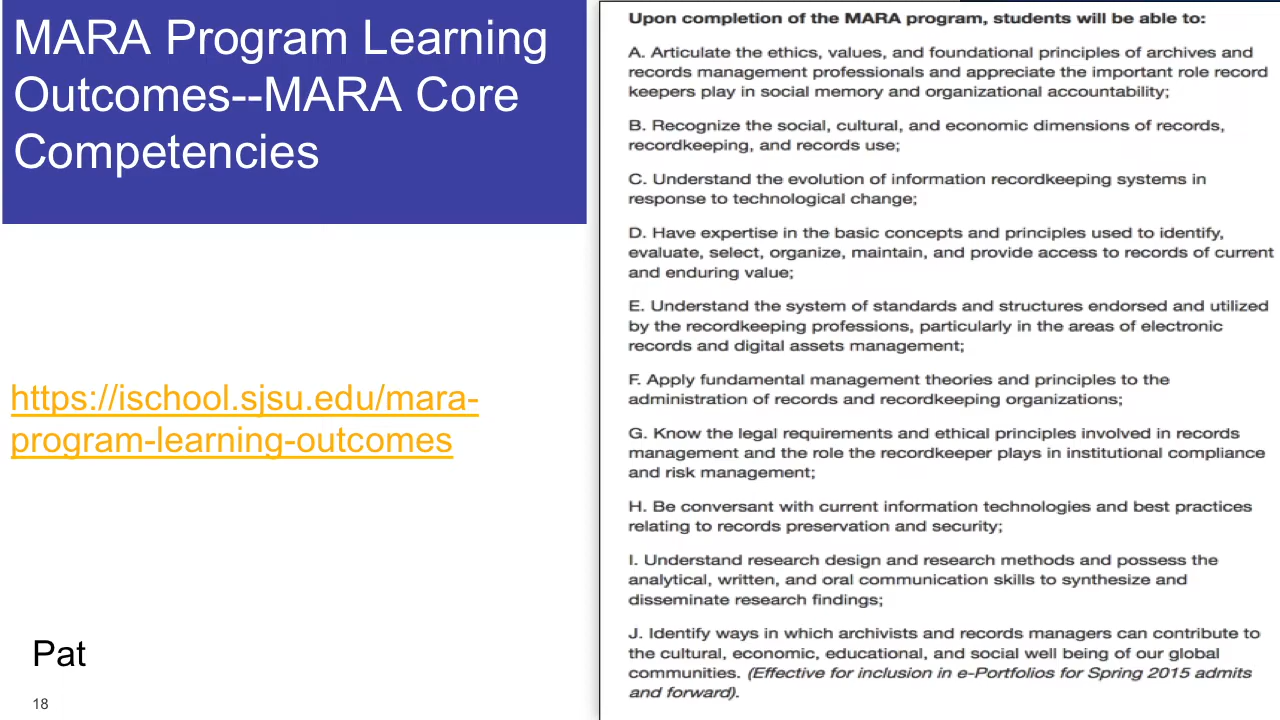 MARA Program Learning
Outcomes--MARA Core
Competencies
https://ischool.sjsu.edu/mara-
program-learning-outcomes
Pat
18
Upon completion of the MARA program, students will be able to:
A. Articulate the ethics, values, and foundational principles of archives and
records management professionals and appreciate the important role record
keepers play in social memory and organizational accountability;
B. Recognize the social, cultural, and economic dimensions of records,
recordkeeping, and records use;
C. Understand the evolution of information recordkeeping systems in
response to technological change;
D. Have expertise in the basic concepts and principles used to identify,
evaluate, select, organize, maintain, and provide access to records of current
and enduring value;
E. Understand the system of standards and structures endorsed and utilized
by the recordkeeping professions, particularly in the areas of electronic
records and digital assets management;
F. Apply fundamental management theories and principles to the
administration of records and recordkeeping organizations;
G. Know the legal requirements and ethical principles involved in records
management and the role the recordkeeper plays in institutional compliance
and risk management;
H. Be conversant with current information technologies and best practices
relating to records preservation and security;
I. Understand research design and research methods and possess the
analytical, written, and oral communication skills to synthesize and
disseminate research findings;
J. Identify ways in which archivists and records managers can contribute to
the cultural, economic, educational, and social well being of our global
communities. (Effective for inclusion in e-Portfolios for Spring 2015 admits
and forward).